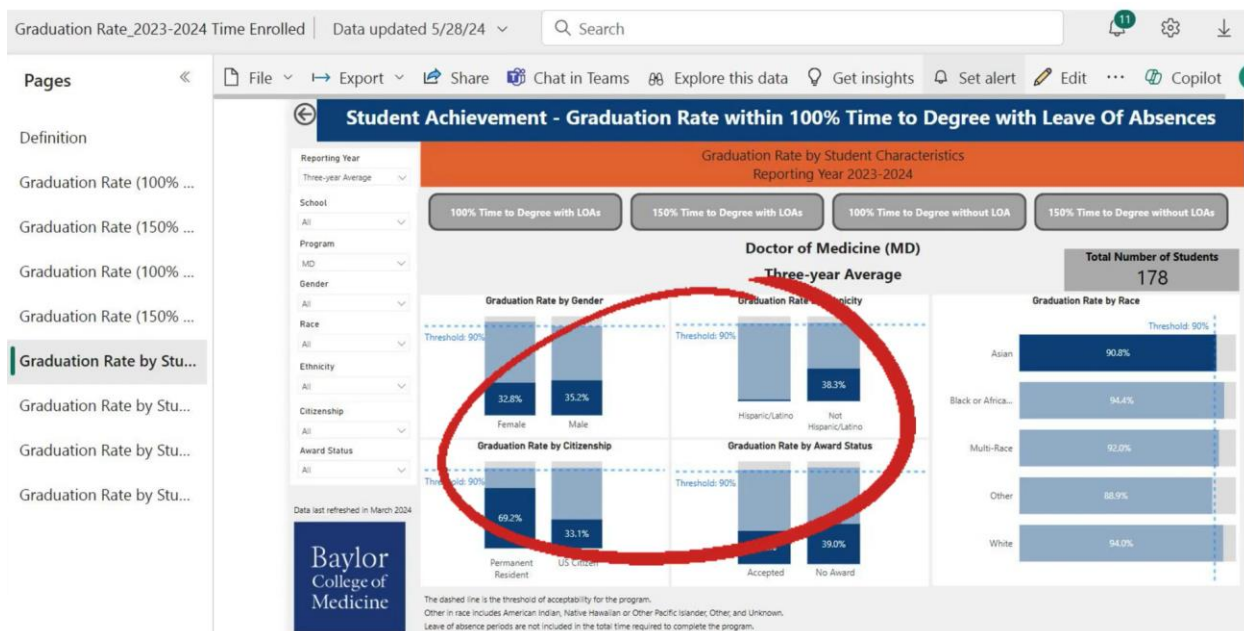 Graduation Rate_2023-2024 Time Enrolled | Data updated 5/28/24
Search
11
Pages
File
Export
Share
Chat in Teams
Explore this data
Get insights
Set alert
Edit
Copilot
Definition
Graduation Rate (100% ...
Graduation Rate (150% ...
Graduation Rate (100% ...
Graduation Rate (150% ...
Graduation Rate by Stu...
Graduation Rate by Stu...
Graduation Rate by Stu...
Graduation Rate by Stu...
Student Achievement - Graduation Rate within 100% Time to Degree with Leave Of Absences
Graduation Rate by Student Characteristics
Reporting Year 2023-2024
Reporting Year
Three-year Average
School
All
Program
MD
Gender
All
Race
All
Ethnicity
All
Citizenship
All
Award Status
All
Data last refreshed in March 2024
Baylor
College of
Medicine
100% Time to Degree with LOAs
150% Time to Degree with LOAs
100% Time to Degree without LOA
150% Time to Degree without LOAs
Doctor of Medicine (MD)
Three-year Average
Total Number of Students
178
Graduation Rate by Gender
Threshold: 90%
32.8%
35.2%
Female
Male
Graduation Rate by Ethnicity
Threshold: 90%
38.3%
Hispanic/Latino
Not
Hispanic/Latino
Graduation Rate by Citizenship
Threshold: 90%
69.2%
33.1%
Permanent
Resident
US Citizen
Graduation Rate by Award Status
Threshold: 90%
39.0%
Accepted
No Award
Graduation Rate by Race
Threshold: 90%
Asian
90.8%
Black or Africa...
94.4%
Multi-Race
92.0%
Other
88.9%
White
94.0%
The dashed line is the threshold of acceptability for the program.
Other in race includes American Indian, Native Hawaiian or Other Pacific Islander, Other, and Unknown.
Leave of absence periods are not included in the total time required to complete the program.